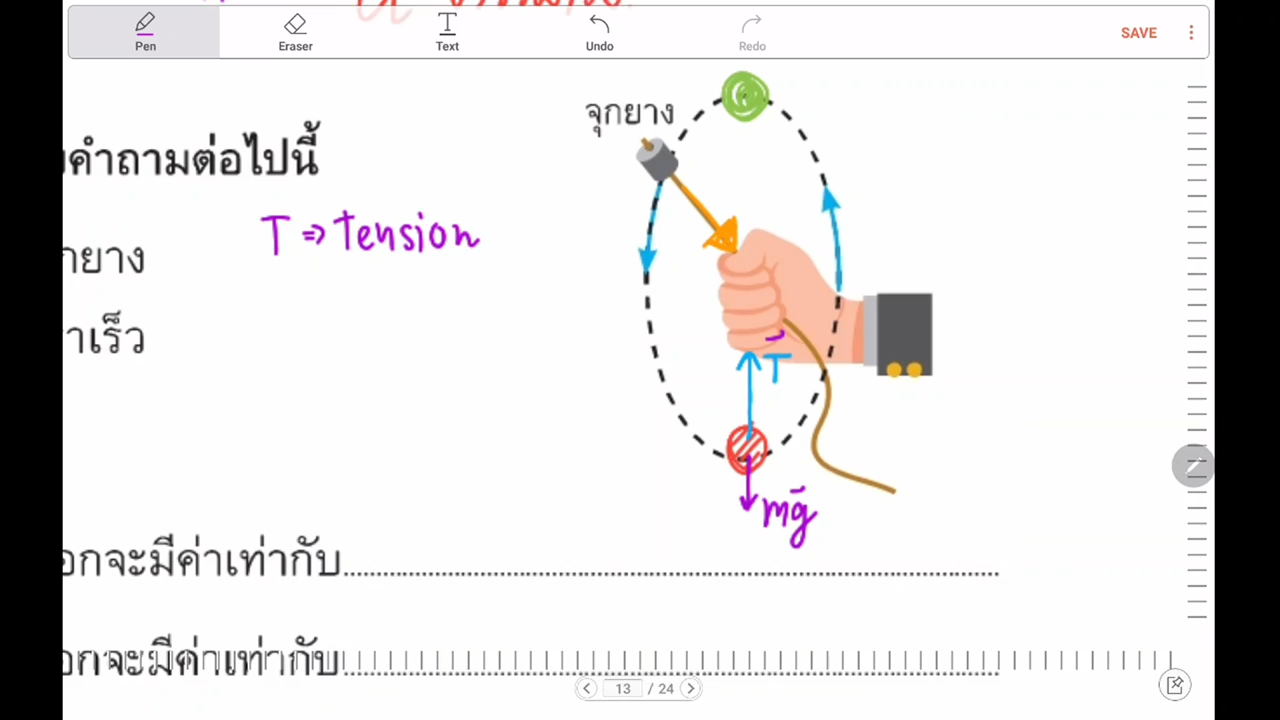 Pen
Eraser
Text
Undo
Redo
SAVE
จุกยาง
คำถามต่อไปนี้
T ⇒ tension
กยาง
าเร็ว
T
mg
อกจะมีค่าเท่ากับ
อกจะมีค่าเท่ากับ
13 / 24